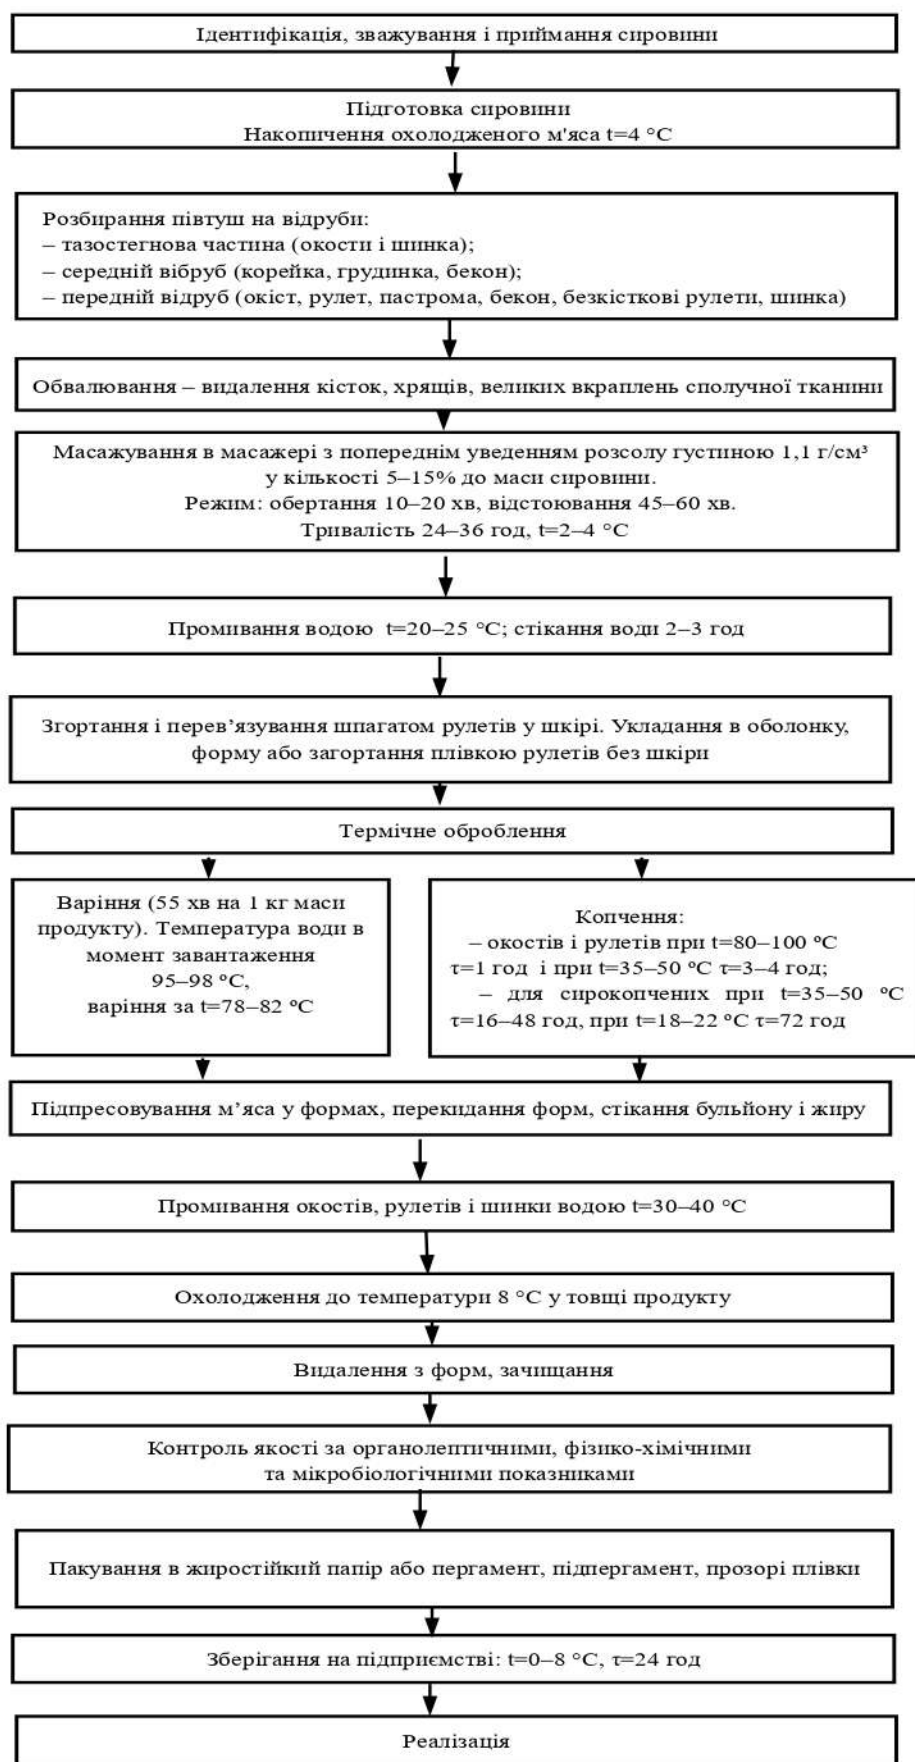 Ідентифікація, зважування і приймання сировини
Підготовка сировини
Накопичення охолодженого м'яса t=4 °C
Розбирання півтуш на відруби:
– тазостегнова частина (окости і шинка);
– середній вібруб (корейка, грудинка, бекон);
– передній відруб (окіст, рулет, пастрома, бекон, безкісткові рулети, шинка)
Обвалювання – видалення кісток, хрящів, великих вкраплень сполучної тканини
Масажування в масажері з попереднім уведенням розсолу густиною 1,1 г/см³
у кількості 5–15% до маси сировини.
Режим: обертання 10–20 хв, відстоювання 45–60 хв.
Тривалість 24–36 год, t=2–4 °C
Промивання водою t=20–25 °C; стікання води 2–3 год
Згортання і перев’язування шпагатом рулетів у шкірі. Укладання в оболонку,
форму або загортання плівкою рулетів без шкіри
Термічне оброблення
Варіння (55 хв на 1 кг маси
продукту). Температура води в
момент завантаження
95–98 ºC,
варіння за t=78–82 ºC
Копчення:
– окостів і рулетів при t=80–100 ºC
τ=1 год і при t=35–50 ºC τ=3–4 год;
– для сирокопчених при t=35–50 ºC
τ=16–48 год, при t=18–22 ºC τ=72 год
Підпресовування м’яса у формах, перекидання форм, стікання бульйону і жиру
Промивання окостів, рулетів і шинки водою t=30–40 °C
Охолодження до температури 8 °C у товщі продукту
Видалення з форм, зачищання
Контроль якості за органолептичними, фізико-хімічними
та мікробіологічними показниками
Пакування в жиростійкий папір або пергамент, підпергамент, прозорі плівки
Зберігання на підприємстві: t=0–8 °C, τ=24 год
Реалізація